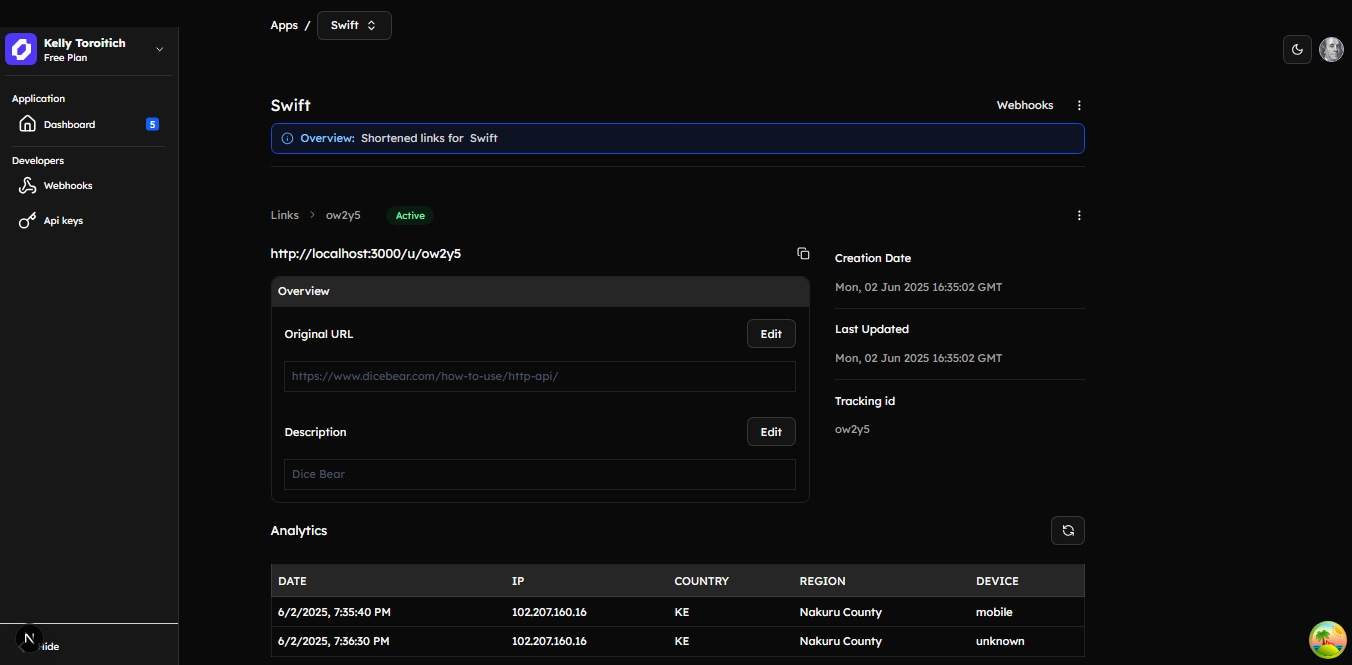 Apps / Swift
Kelly Toroitich
Free Plan
Application
Dashboard 5
Developers
Webhooks
Api keys
N
ide
Swift Webhooks
Overview: Shortened links for Swift
Links > ow2y5 Active
http://localhost:3000/u/ow2y5
Overview
Original URL Edit
https://www.dicebear.com/how-to-use/http-api/
Description Edit
Dice Bear
Creation Date
Mon, 02 Jun 2025 16:35:02 GMT
Last Updated
Mon, 02 Jun 2025 16:35:02 GMT
Tracking id
ow2y5
Analytics
DATE IP COUNTRY REGION DEVICE
6/2/2025, 7:35:40 PM 102.207.160.16 KE Nakuru County mobile
6/2/2025, 7:36:30 PM 102.207.160.16 KE Nakuru County unknown